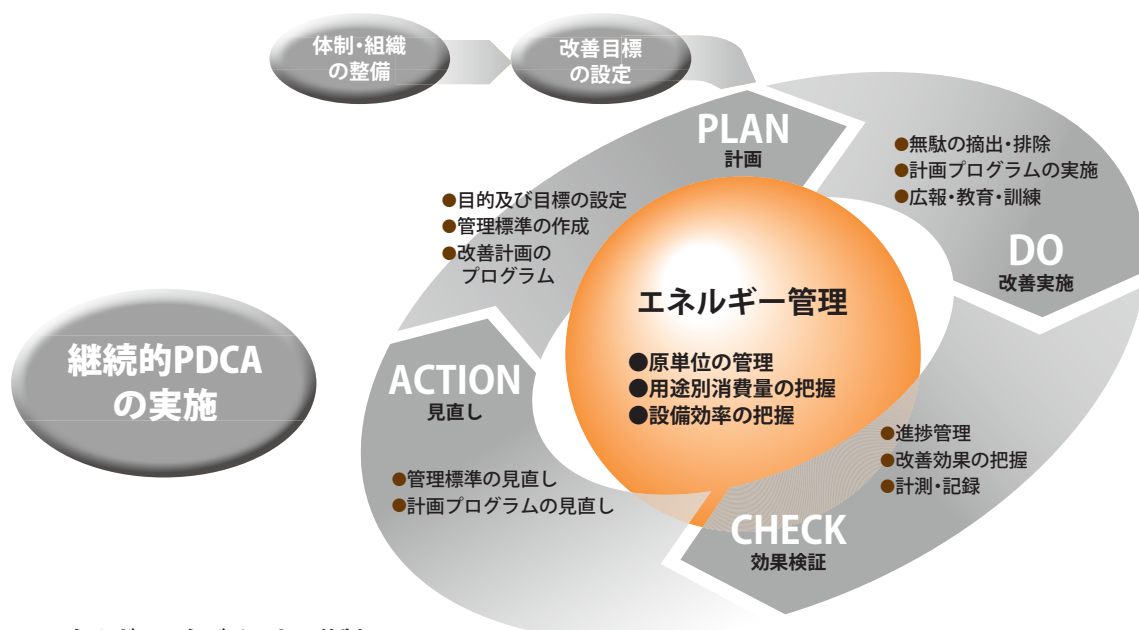 体制・組織
の整備
改善目標
の設定
PLAN
計画
●目的及び目標の設定
●管理標準の作成
●改善計画の
プログラム
●無駄の摘出・排除
●計画プログラムの実施
●広報・教育・訓練
DO
改善実施
エネルギー管理
●原単位の管理
●用途別消費量の把握
●設備効率の把握
継続的PDCA
の実施
ACTION
見直し
●管理標準の見直し
●計画プログラムの見直し
●進捗管理
●改善効果の把握
●計測・記録
CHECK
効果検証